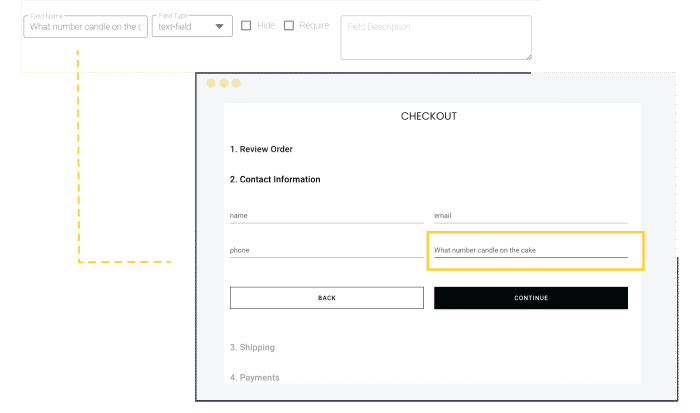 Field Name
What number candle on the c
Field Type
text-field
Hide
Require
Field Description
CHECKOUT
1. Review Order
2. Contact Information
name
email
phone
What number candle on the cake
BACK
CONTINUE
3. Shipping
4. Payments